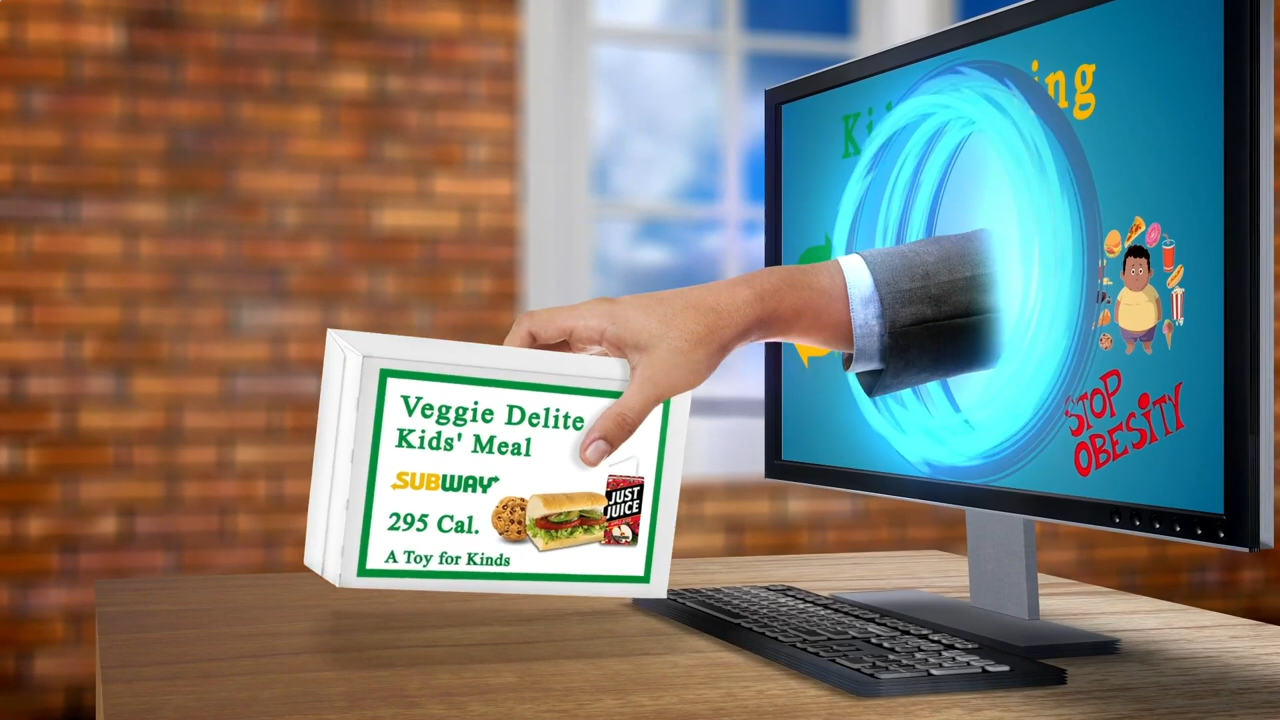 Veggie Delite
Kids' Meal
SUBWAY
295 Cal.
A Toy for Kinds
JUST
JUICE
STOP
OBESITY